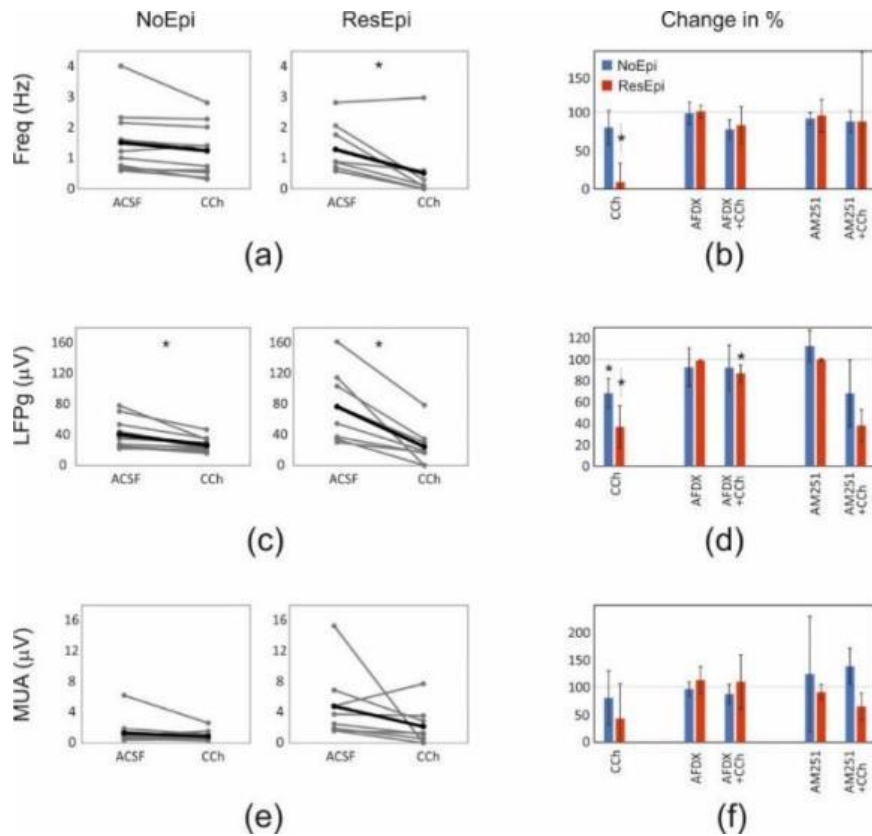 NoEpi ResEpi Change in %
Freq (Hz)
4 3 2 1 0
ACSF CCh
4 3 2 1 0
*
ACSF CCh
150 100 50 0
NoEpi
ResEpi
*
CCh AFDX AFDX +CCh AM251 AM251 +CCh
(a) (b)
LFPg (μV)
160 120 80 40 0
*
ACSF CCh
160 120 80 40 0
*
ACSF CCh
120 100 80 60 40 20 0
* * *
CCh AFDX AFDX +CCh AM251 AM251 +CCh
(c) (d)
MUA (μV)
16 12 8 4 0
ACSF CCh
16 12 8 4 0
ACSF CCh
200 150 100 50 0
CCh AFDX AFDX +CCh AM251 AM251 +CCh
(e) (f)